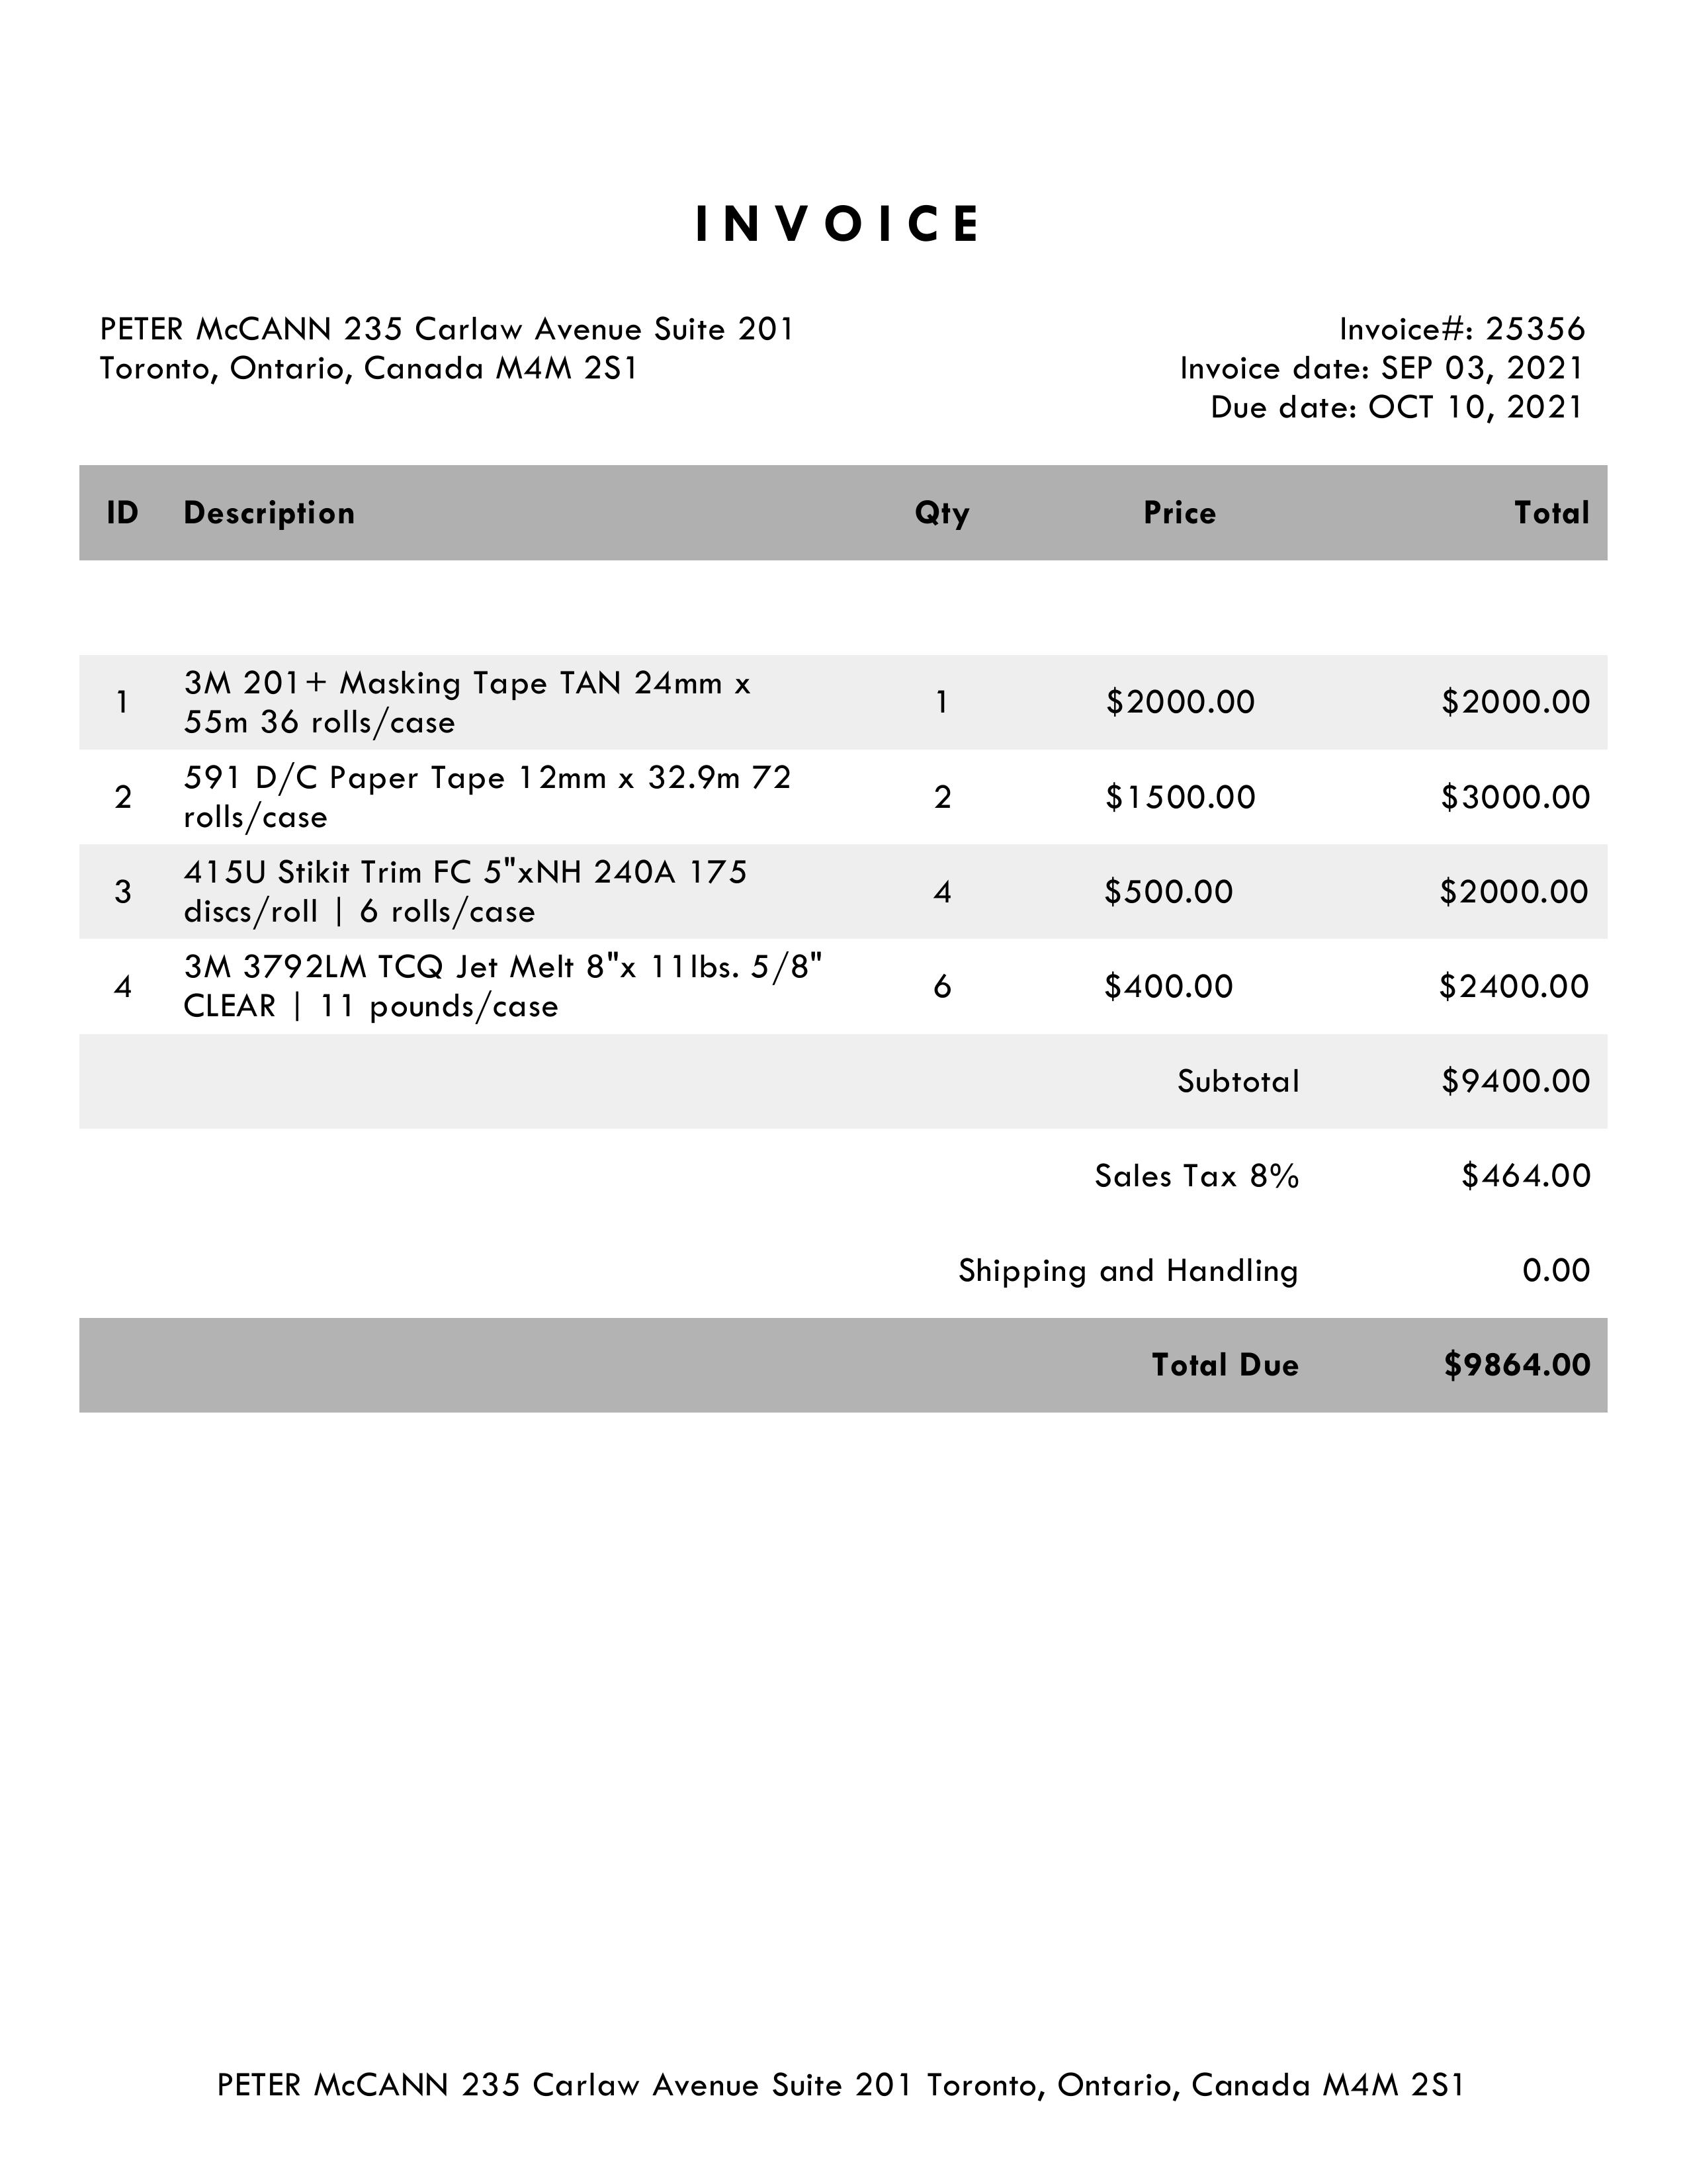 INVOICE
PETER McCANN 235 Carlaw Avenue Suite 201
Toronto, Ontario, Canada M4M 2S1
Invoice#: 25356
Invoice date: SEP 03, 2021
Due date: OCT 10, 2021
ID Description Qty Price Total
1 3M 201+ Masking Tape TAN 24mm x
55m 36 rolls/case 1 $2000.00 $2000.00
2 591 D/C Paper Tape 12mm x 32.9m 72
rolls/case 2 $1500.00 $3000.00
3 415U Stikit Trim FC 5"xNH 240A 175
discs/roll | 6 rolls/case 4 $500.00 $2000.00
4 3M 3792LM TCQ Jet Melt 8"x 11lbs. 5/8"
CLEAR | 11 pounds/case 6 $400.00 $2400.00
Subtotal $9400.00
Sales Tax 8% $464.00
Shipping and Handling 0.00
Total Due $9864.00
PETER McCANN 235 Carlaw Avenue Suite 201 Toronto, Ontario, Canada M4M 2S1